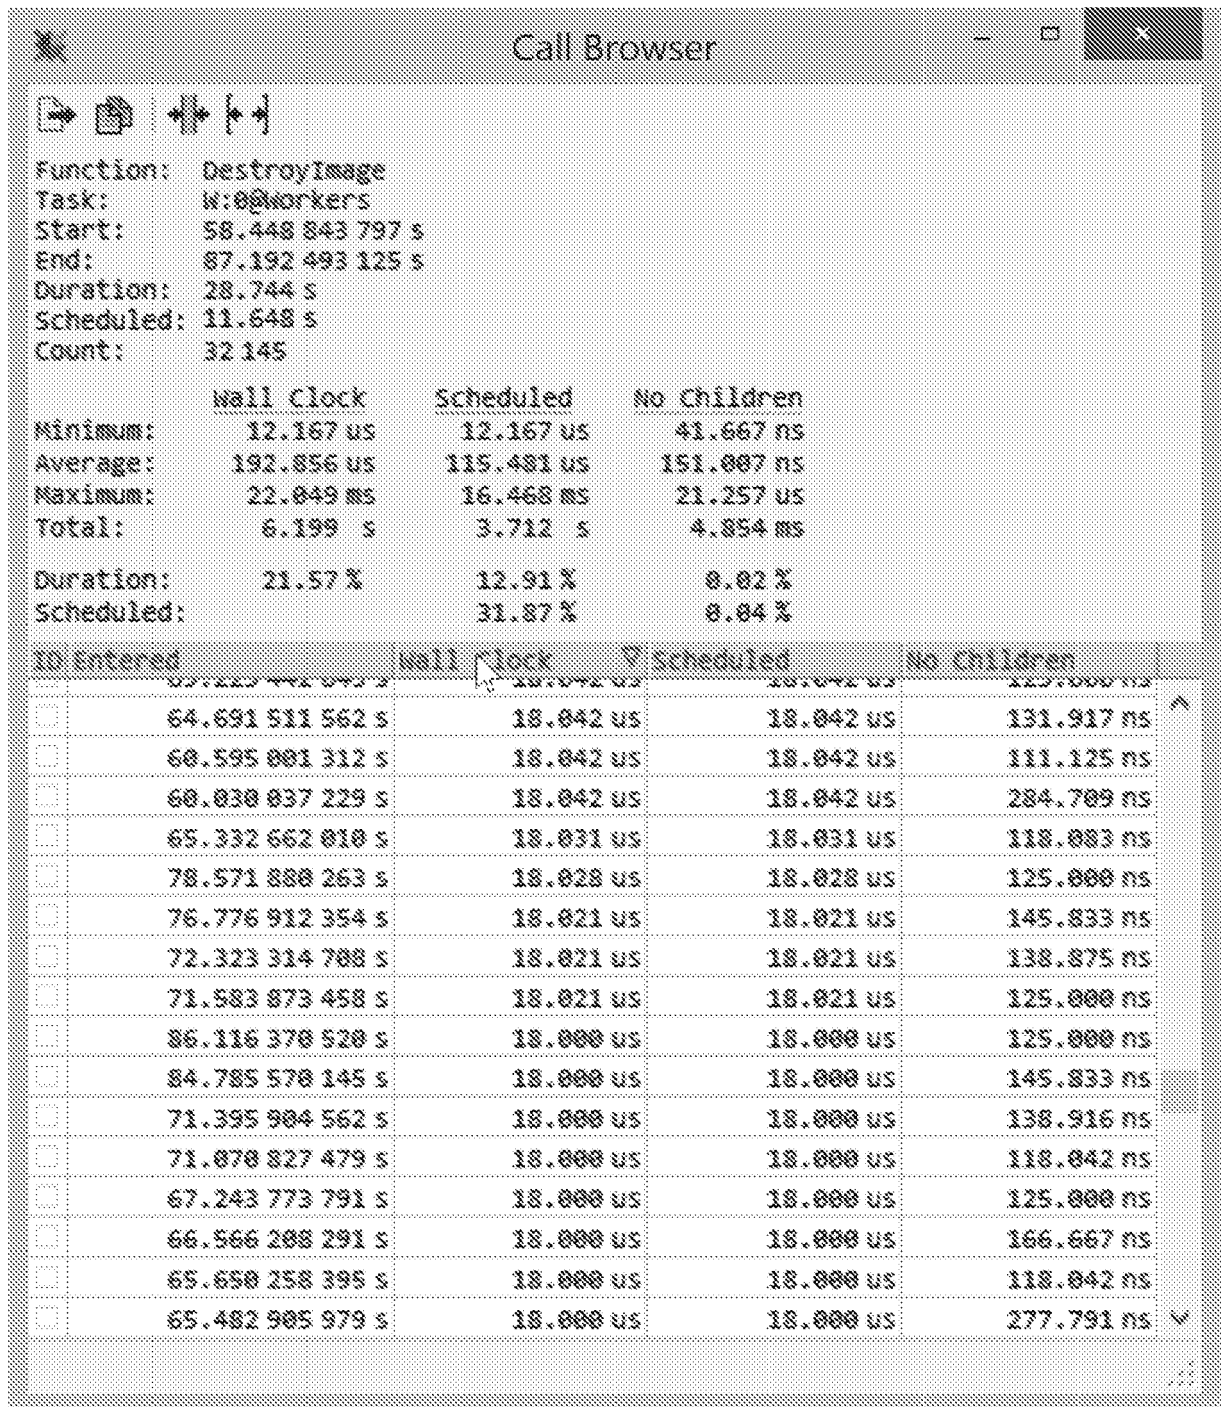 Call Browser
Function: DestroyImage
Task: W:0@Workers
Start: 58.448 843 797 s
End: 87.192 493 125 s
Duration: 28.744 s
Scheduled: 11.648 s
Count: 32 145
Wall Clock Scheduled No Children
Minimum: 12.167 us 12.167 us 41.667 ns
Average: 192.856 us 115.481 us 151.007 ns
Maximum: 22.049 ms 16.468 ms 21.257 us
Total: 6.199 s 3.712 s 4.854 ms
Duration: 21.57 % 12.91 % 0.02 %
Scheduled: 31.87 % 0.04 %
ID Entered Wall Clock Scheduled No Children
64.691 511 562 s 18.042 us 18.042 us 131.917 ns
60.595 001 312 s 18.042 us 18.042 us 111.125 ns
60.030 037 229 s 18.042 us 18.042 us 284.709 ns
65.332 662 010 s 18.031 us 18.031 us 118.083 ns
78.571 880 263 s 18.028 us 18.028 us 125.000 ns
76.776 912 354 s 18.021 us 18.021 us 145.833 ns
72.323 314 708 s 18.021 us 18.021 us 138.875 ns
71.583 873 458 s 18.021 us 18.021 us 125.000 ns
86.116 370 520 s 18.000 us 18.000 us 125.000 ns
84.785 570 145 s 18.000 us 18.000 us 145.833 ns
71.395 904 562 s 18.000 us 18.000 us 138.916 ns
71.070 827 479 s 18.000 us 18.000 us 118.042 ns
67.243 773 791 s 18.000 us 18.000 us 125.000 ns
66.566 208 291 s 18.000 us 18.000 us 166.667 ns
65.650 258 395 s 18.000 us 18.000 us 118.042 ns
65.482 905 979 s 18.000 us 18.000 us 277.791 ns